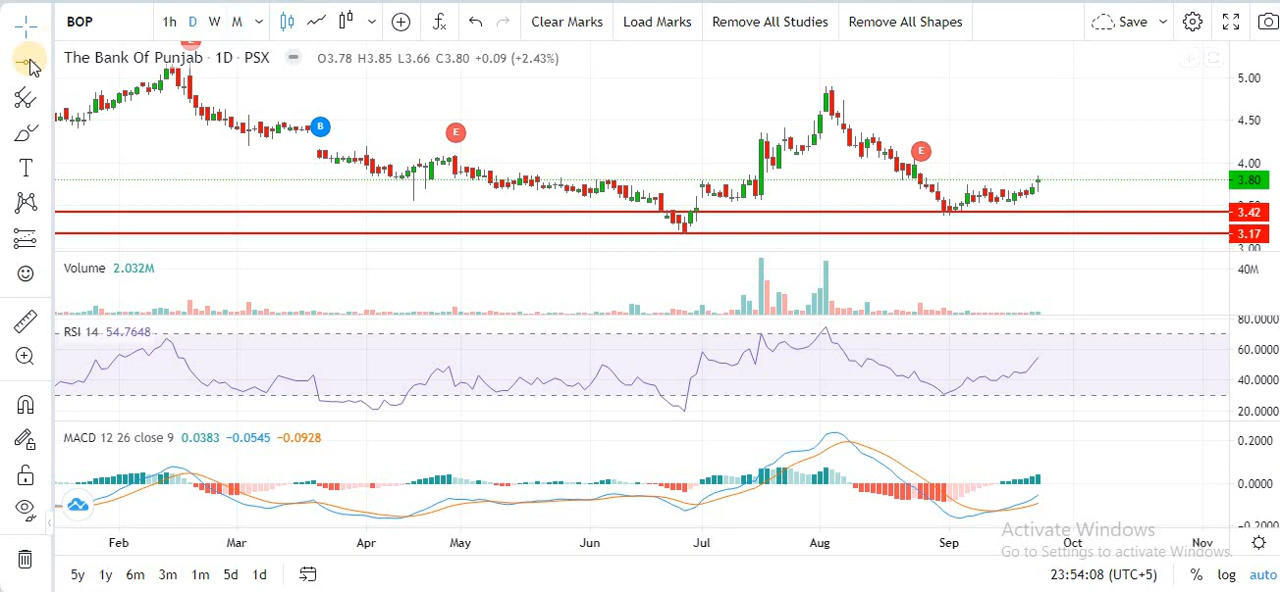 BOP 1h D W M Clear Marks Load Marks Remove All Studies Remove All Shapes Save
The Bank Of Punjab · 1D · PSX O3.78 H3.85 L3.66 C3.80 +0.09 (+2.43%)
5.00
4.50
B E E
4.00
3.80
3.42
3.17
3.00
Volume 2.032M
40M
80.0000
RSI 14 54.7648
60.0000
40.0000
20.0000
MACD 12 26 close 9 0.0383 −0.0545 −0.0928
0.2000
0.0000
-0.2000
Activate Windows
Feb Mar Apr May Jun Jul Aug Sep Oct Nov
Go to Settings to activate Windows.
5y 1y 6m 3m 1m 5d 1d 23:54:08 (UTC+5) % log auto